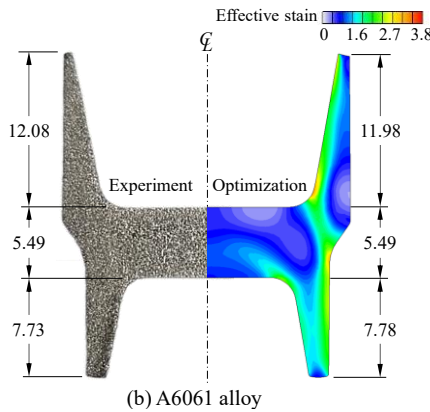 Effective stain
0 1.6 2.7 3.8
℄
12.08
11.98
Experiment
Optimization
5.49
5.49
7.73
7.78
(b) A6061 alloy